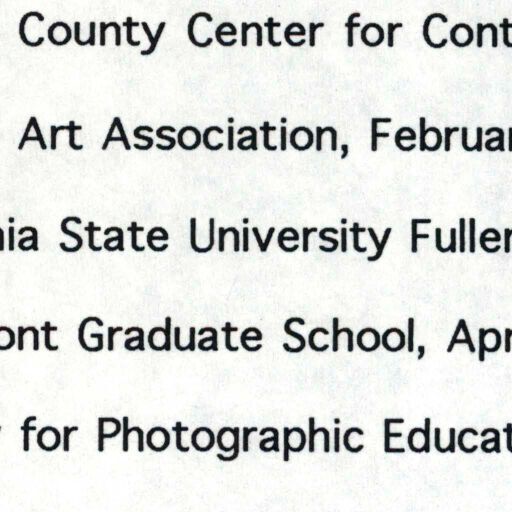 County Center for Cont
Art Association, Februar
nia State University Fuller
ont Graduate School, Apr
for Photographic Educat